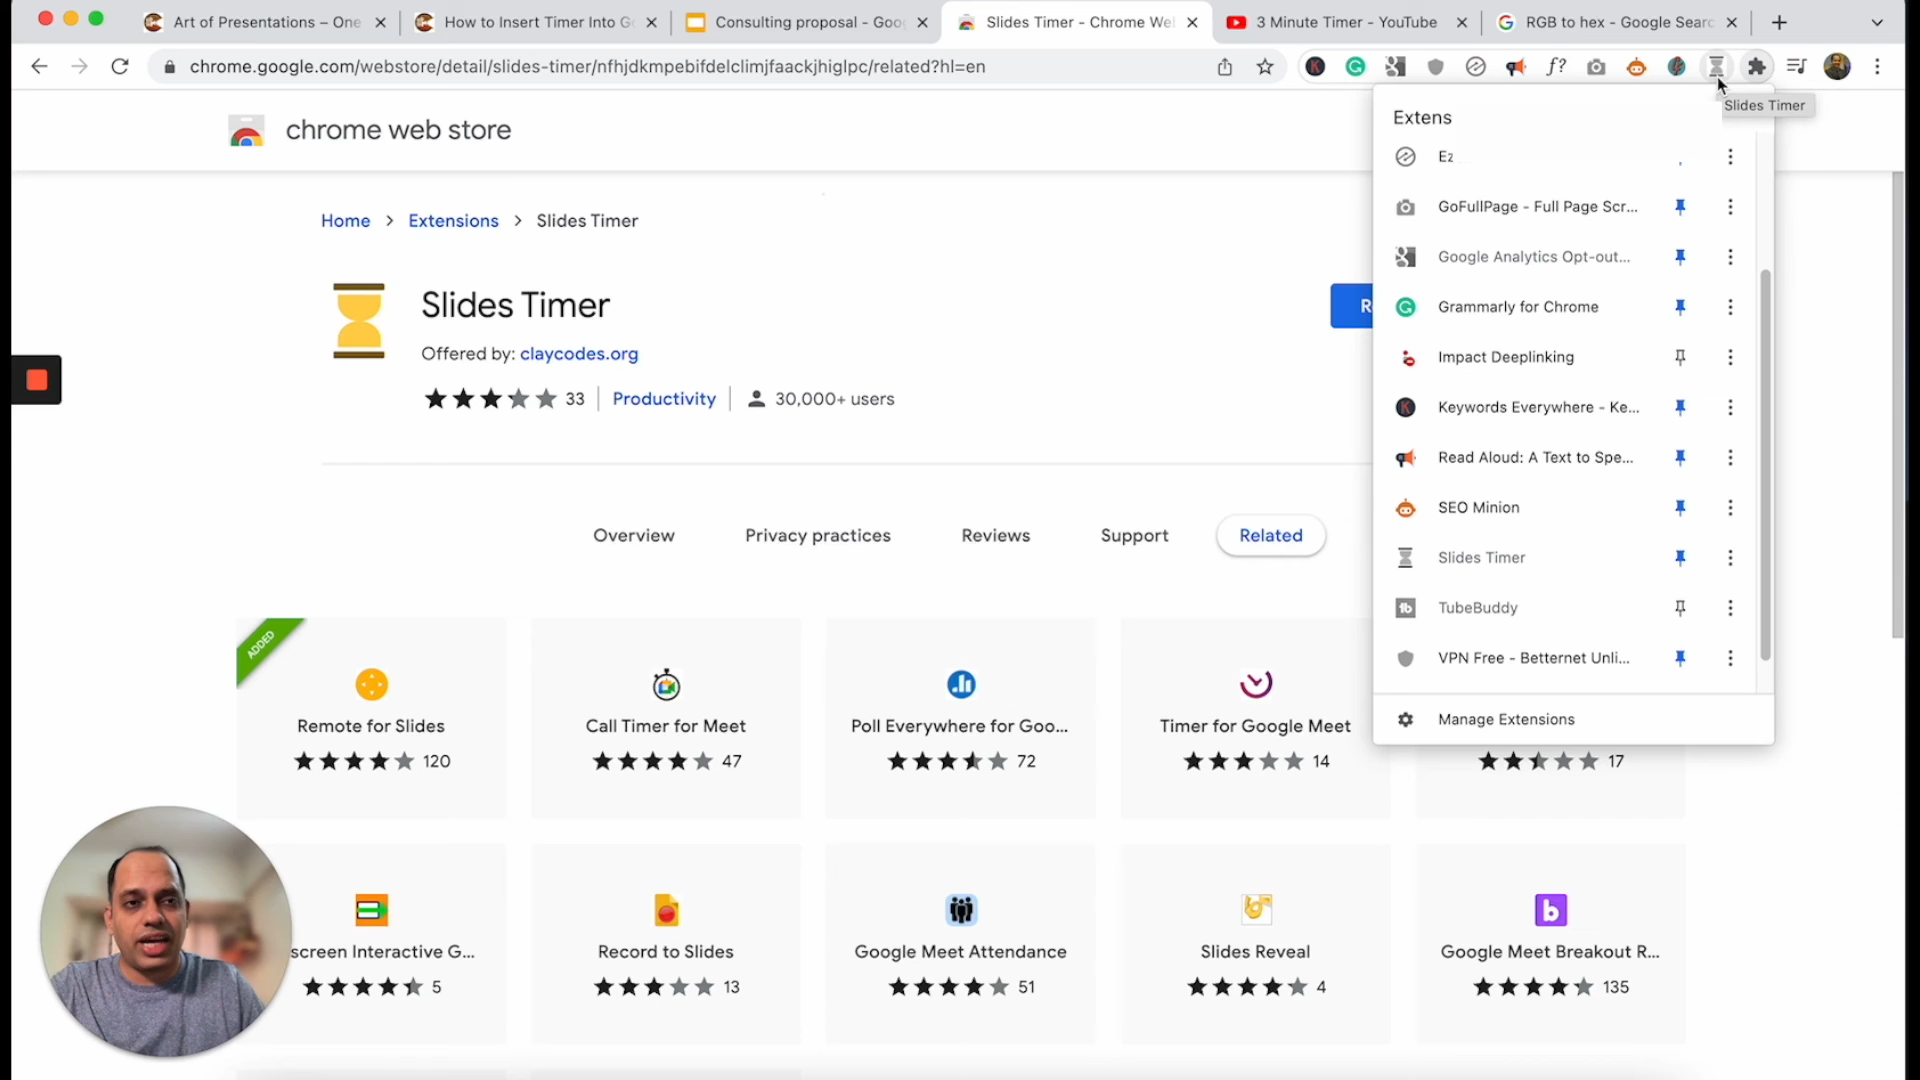 Art of Presentations – One
How to Insert Timer Into G
Consulting proposal - Goo
Slides Timer - Chrome We
3 Minute Timer - YouTube
RGB to hex - Google Sear
chrome.google.com/webstore/detail/slides-timer/nfhjdkmpebifdelclimjfaackjhiglpc/related?hl=en
f?
Slides Timer
chrome web store
Extens
Ez
GoFullPage - Full Page Scr...
Google Analytics Opt-out...
Grammarly for Chrome
Impact Deeplinking
Keywords Everywhere - Ke...
Read Aloud: A Text to Spe...
SEO Minion
Slides Timer
TubeBuddy
VPN Free - Betternet Unli...
Manage Extensions
Home > Extensions > Slides Timer
Slides Timer
Offered by: claycodes.org
33 | Productivity | 30,000+ users
Overview Privacy practices Reviews Support Related
ADDED
Remote for Slides
120
Call Timer for Meet
47
Poll Everywhere for Goo...
72
Timer for Google Meet
14
17
screen Interactive G...
5
Record to Slides
13
Google Meet Attendance
51
Slides Reveal
4
Google Meet Breakout R...
135